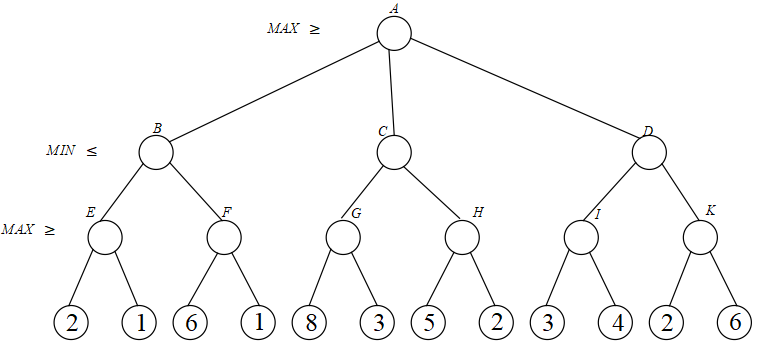 A
MAX ≥
B
C
D
MIN ≤
E
F
G
H
I
K
MAX ≥
2 1 6 1 8 3 5 2 3 4 2 6